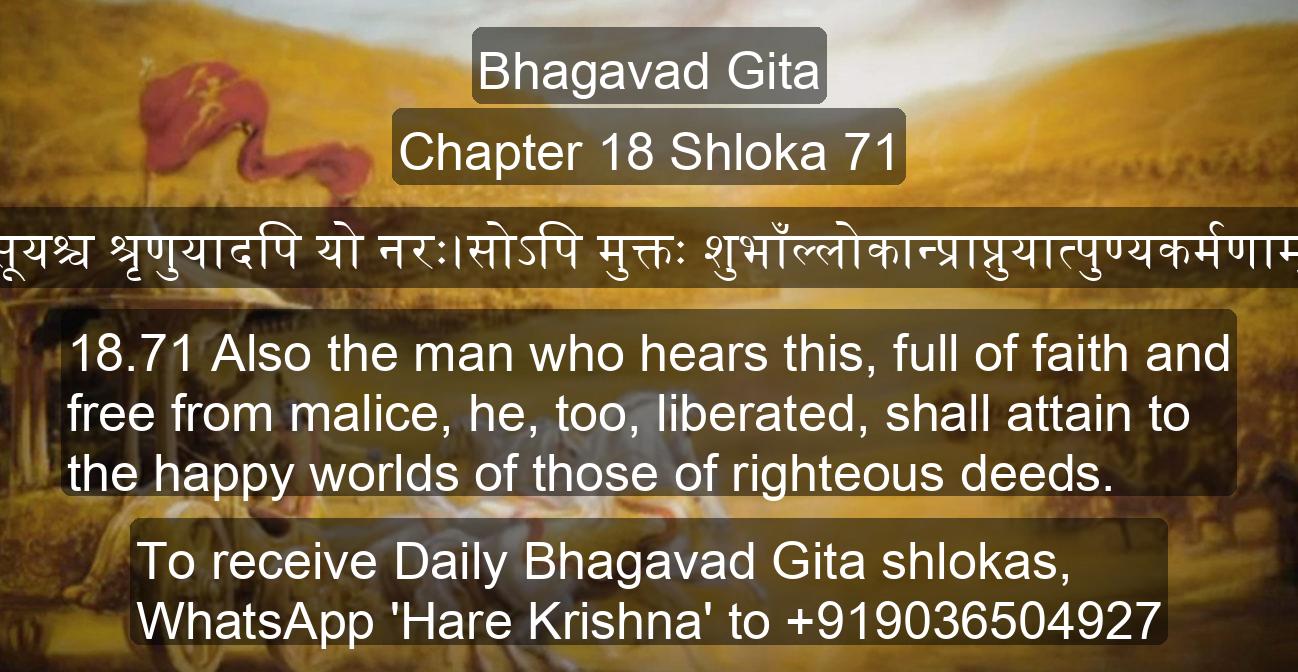 Bhagavad Gita
Chapter 18 Shloka 71
श्रृणुयादपि यो नरः।सोऽपि मुक्तः शुभाँल्लोकान्प्राप्नुयात्पुण्यकर्मणाम्
18.71 Also the man who hears this, full of faith and
free from malice, he, too, liberated, shall attain to
the happy worlds of those of righteous deeds.
To receive Daily Bhagavad Gita shlokas,
WhatsApp 'Hare Krishna' to +919036504927